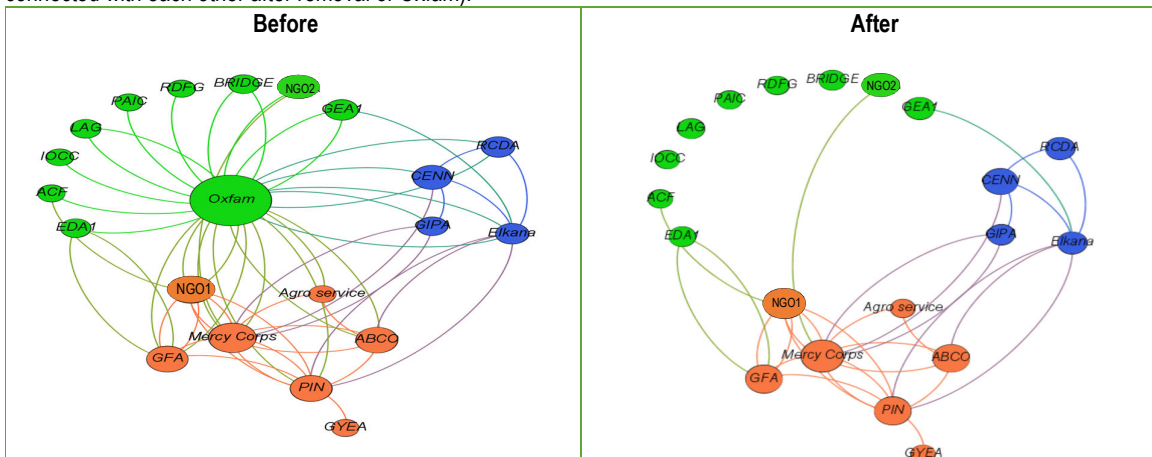 connected with each other after removal of Oxfam).
Before
After
BRIDGE
NGO2.
RDFG
PAIC
GEA1
LAG
RCDA
IOCC
CENN
Oxfam
ACF
EDA1
GIPA
Elkana
NGO1
Agro service
Mercy Corps
ABCO
GFA
PIN
GYEA
BRIDGE
RDFG
NGO2.
PAIC
GEA1
LAG
RCDA
IOCC
CENN
ACF
EDA1
GIPA
Elkana
NGO1
Agro service
Mercy Corps
ABCO
GFA
PIN
GYEA